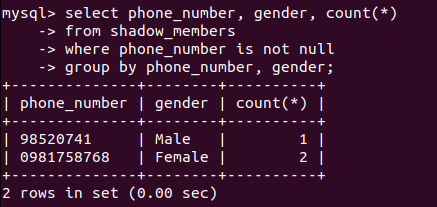 mysql> select phone_number, gender, count(*)
    -> from shadow_members
    -> where phone_number is not null
    -> group by phone_number, gender;
+--------------+--------+----------+
| phone_number | gender | count(*) |
+--------------+--------+----------+
| 98520741     | Male   |        1 |
| 0981758768   | Female |        2 |
+--------------+--------+----------+
2 rows in set (0.00 sec)